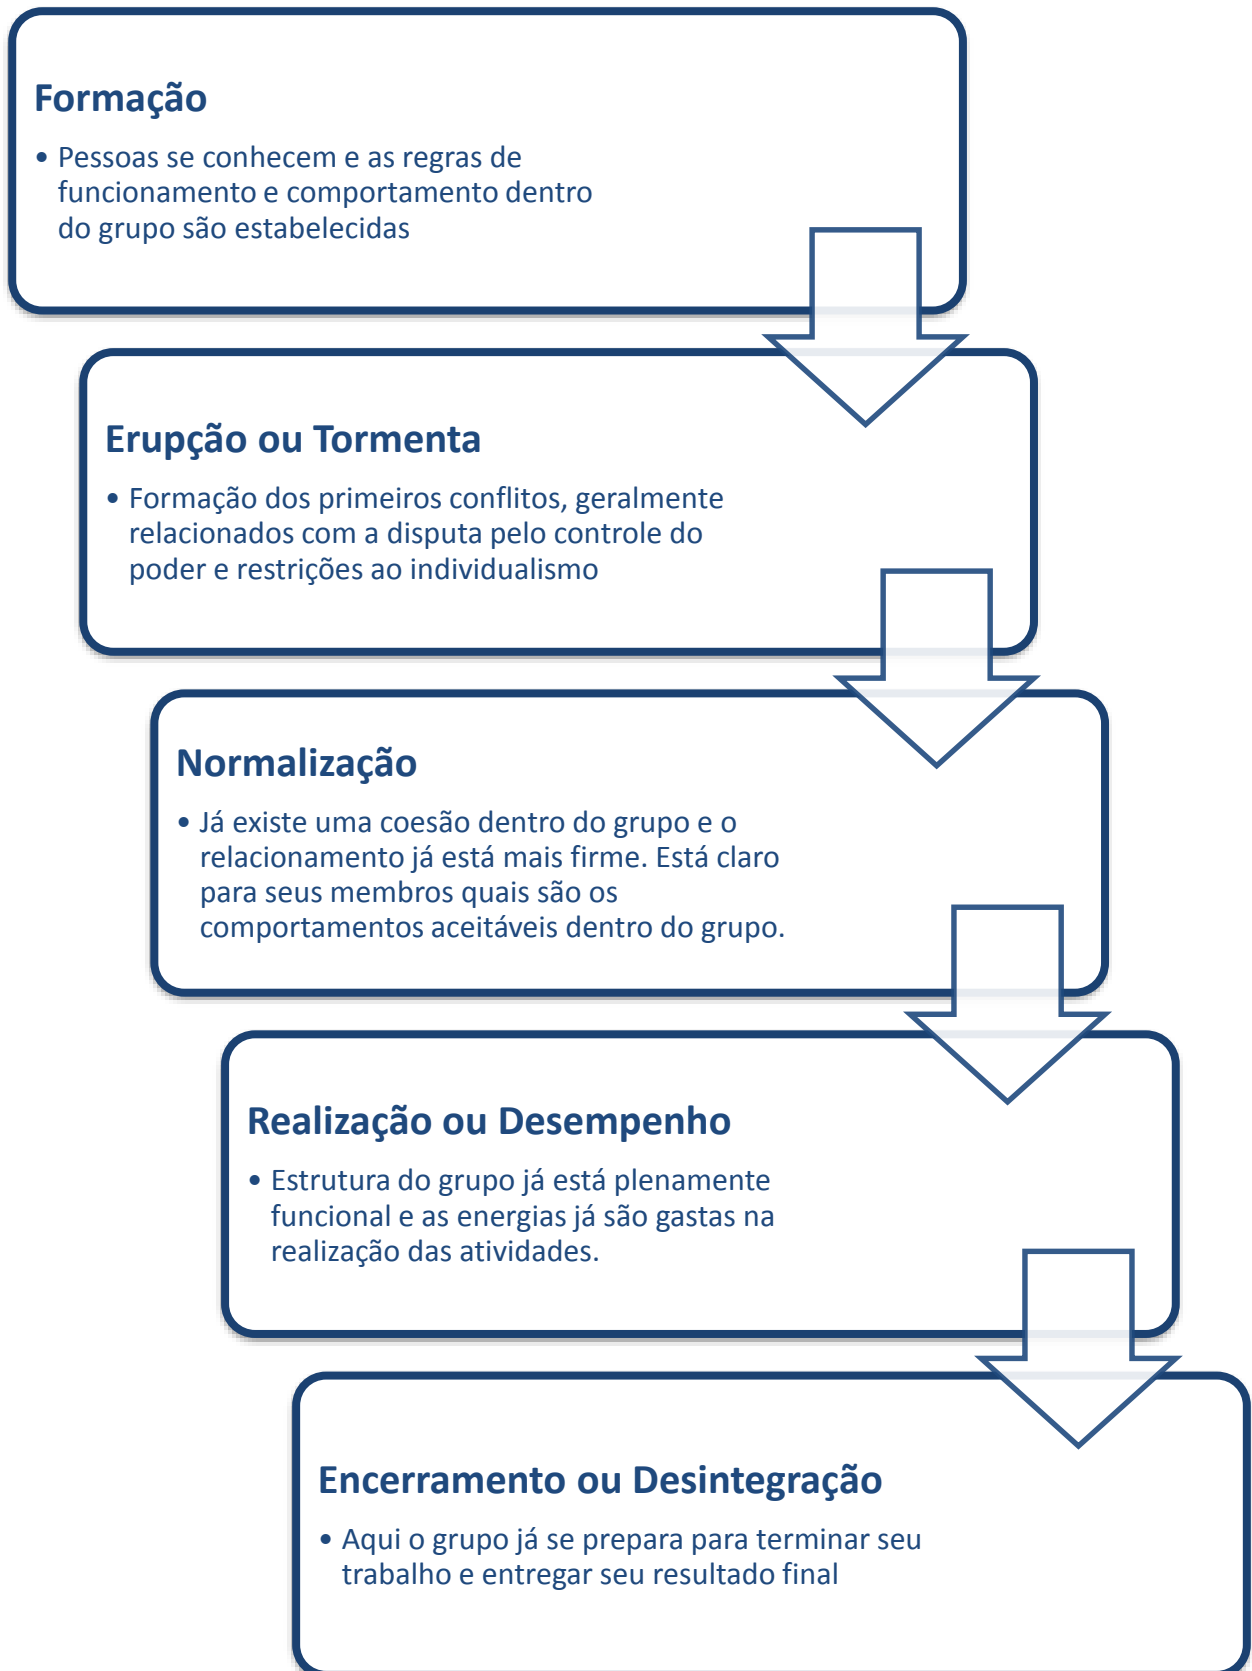 Formação
• Pessoas se conhecem e as regras de
funcionamento e comportamento dentro
do grupo são estabelecidas
Erupção ou Tormenta
• Formação dos primeiros conflitos, geralmente
relacionados com a disputa pelo controle do
poder e restrições ao individualismo
Normalização
• Já existe uma coesão dentro do grupo e o
relacionamento já está mais firme. Está claro
para seus membros quais são os
comportamentos aceitáveis dentro do grupo.
Realização ou Desempenho
• Estrutura do grupo já está plenamente
funcional e as energias já são gastas na
realização das atividades.
Encerramento ou Desintegração
• Aqui o grupo já se prepara para terminar seu
trabalho e entregar seu resultado final